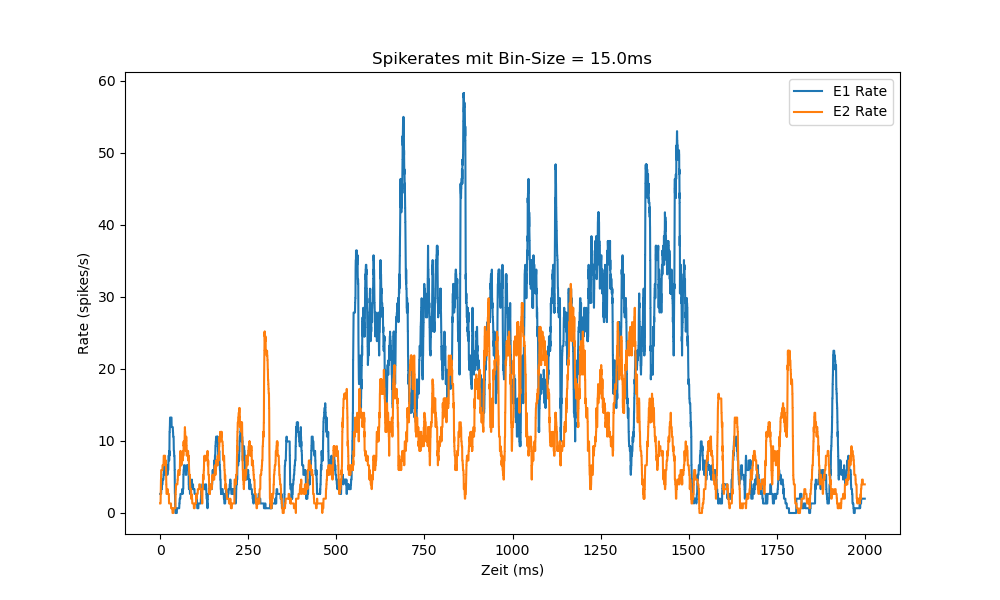 Spikerates mit Bin-Size = 15.0ms
E1 Rate
E2 Rate
60
50
40
30
20
10
0
Rate (spikes/s)
0 250 500 750 1000 1250 1500 1750 2000
Zeit (ms)